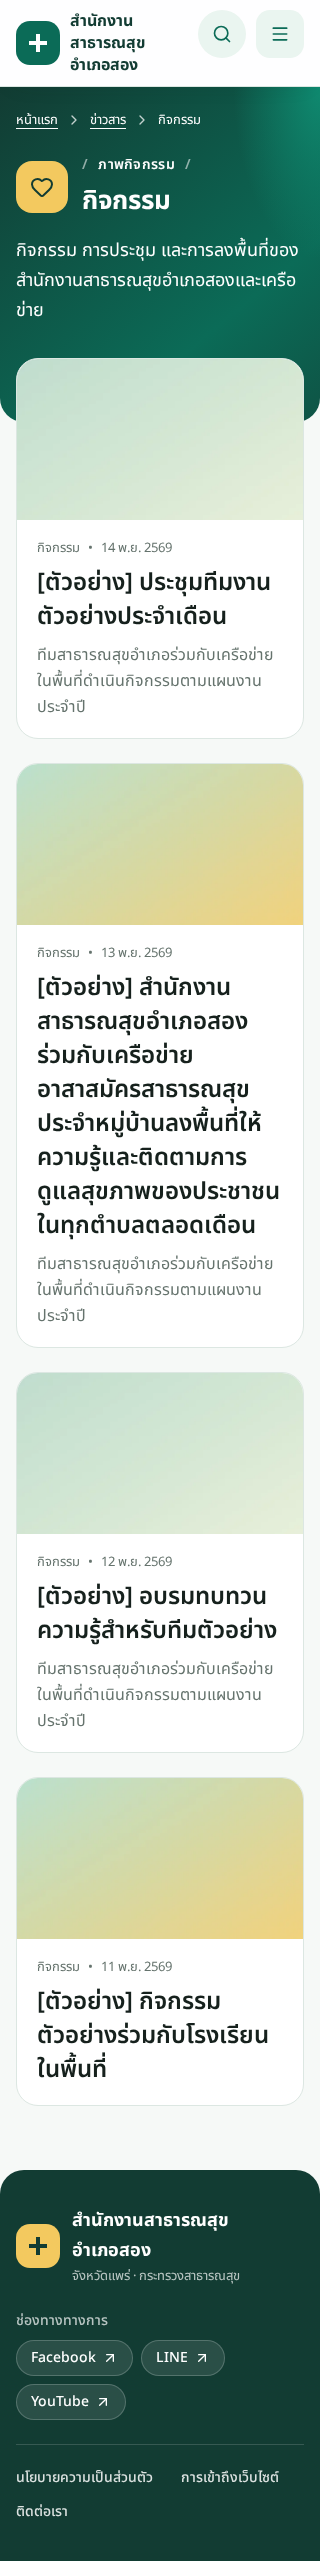 สำนักงาน
สาธารณสุข
อำเภอสอง
หน้าแรก > ข่าวสาร > กิจกรรม
/ ภาพกิจกรรม /
กิจกรรม
กิจกรรม การประชุม และการลงพื้นที่ของ
สำนักงานสาธารณสุขอำเภอสองและเครือ
ข่าย
กิจกรรม • 14 พ.ย. 2569
[ตัวอย่าง] ประชุมทีมงาน
ตัวอย่างประจำเดือน
ทีมสาธารณสุขอำเภอร่วมกับเครือข่าย
ในพื้นที่ดำเนินกิจกรรมตามแผนงาน
ประจำปี
กิจกรรม • 13 พ.ย. 2569
[ตัวอย่าง] สำนักงาน
สาธารณสุขอำเภอสอง
ร่วมกับเครือข่าย
อาสาสมัครสาธารณสุข
ประจำหมู่บ้านลงพื้นที่ให้
ความรู้และติดตามการ
ดูแลสุขภาพของประชาชน
ในทุกตำบลตลอดเดือน
ทีมสาธารณสุขอำเภอร่วมกับเครือข่าย
ในพื้นที่ดำเนินกิจกรรมตามแผนงาน
ประจำปี
กิจกรรม • 12 พ.ย. 2569
[ตัวอย่าง] อบรมทบทวน
ความรู้สำหรับทีมตัวอย่าง
ทีมสาธารณสุขอำเภอร่วมกับเครือข่าย
ในพื้นที่ดำเนินกิจกรรมตามแผนงาน
ประจำปี
กิจกรรม • 11 พ.ย. 2569
[ตัวอย่าง] กิจกรรม
ตัวอย่างร่วมกับโรงเรียน
ในพื้นที่
สำนักงานสาธารณสุข
อำเภอสอง
จังหวัดแพร่ · กระทรวงสาธารณสุข
ช่องทางทางการ
Facebook LINE
YouTube
นโยบายความเป็นส่วนตัว การเข้าถึงเว็บไซต์
ติดต่อเรา